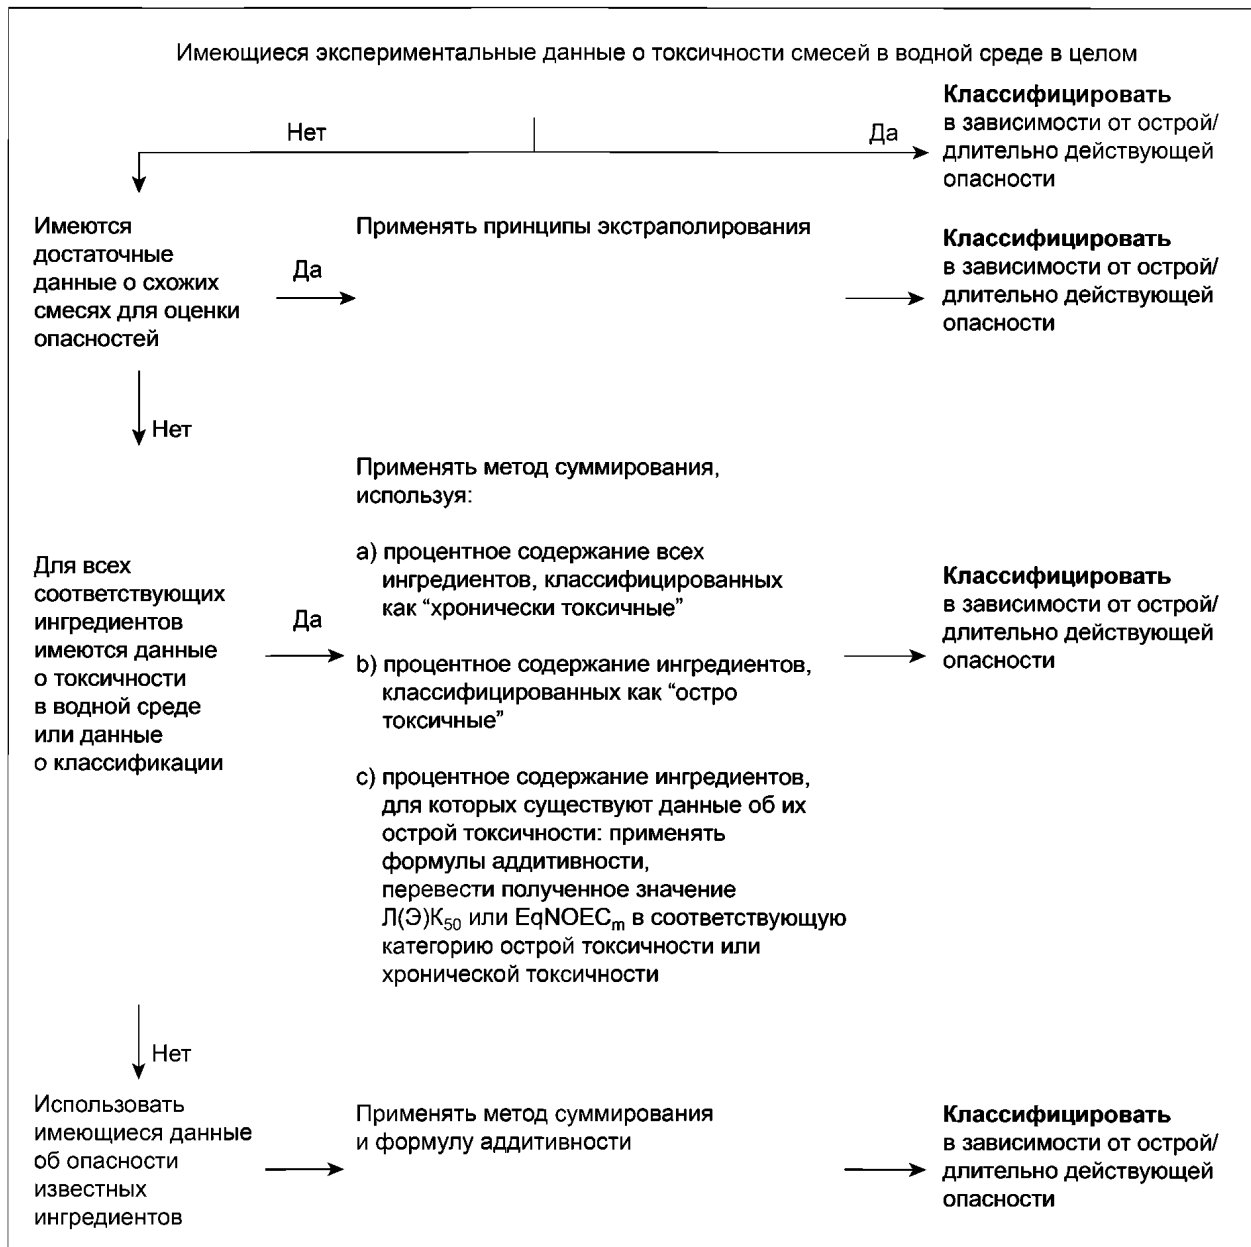 Имеющиеся экспериментальные данные о токсичности смесей в водной среде в целом
Нет
Да
Классифицировать
в зависимости от острой/
длительно действующей
опасности
Имеются
достаточные
данные о схожих
смесях для оценки
опасностей
Да
Применять принципы экстраполирования
Классифицировать
в зависимости от острой/
длительно действующей
опасности
Нет
Для всех
соответствующих
ингредиентов
имеются данные
о токсичности
в водной среде
или данные
о классификации
Да
Применять метод суммирования,
используя:
a) процентное содержание всех
ингредиентов, классифицированных
как “хронически токсичные”
b) процентное содержание ингредиентов,
классифицированных как “остро
токсичные”
c) процентное содержание ингредиентов,
для которых существуют данные об их
острой токсичности: применять
формулы аддитивности,
перевести полученное значение
Л(Э)К50 или EqNOECm в соответствующую
категорию острой токсичности или
хронической токсичности
Классифицировать
в зависимости от острой/
длительно действующей
опасности
Нет
Использовать
имеющиеся данные
об опасности
известных
ингредиентов
Применять метод суммирования
и формулу аддитивности
Классифицировать
в зависимости от острой/
длительно действующей
опасности